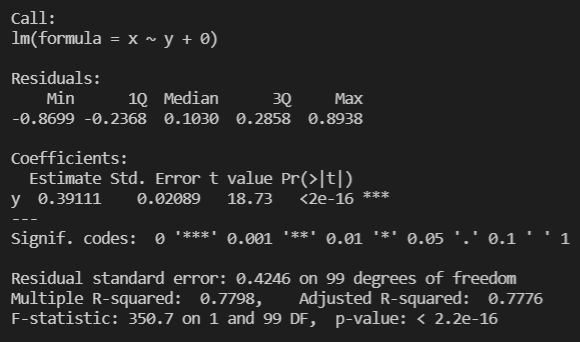 Call:
lm(formula = x ~ y + 0)

Residuals:
    Min      1Q  Median      3Q     Max
-0.8699 -0.2368  0.1030  0.2858  0.8938

Coefficients:
  Estimate Std. Error t value Pr(>|t|)
y  0.39111    0.02089   18.73   <2e-16 ***
---
Signif. codes:  0 '***' 0.001 '**' 0.01 '*' 0.05 '.' 0.1 ' ' 1

Residual standard error: 0.4246 on 99 degrees of freedom
Multiple R-squared:  0.7798,    Adjusted R-squared:  0.7776
F-statistic: 350.7 on 1 and 99 DF,  p-value: < 2.2e-16